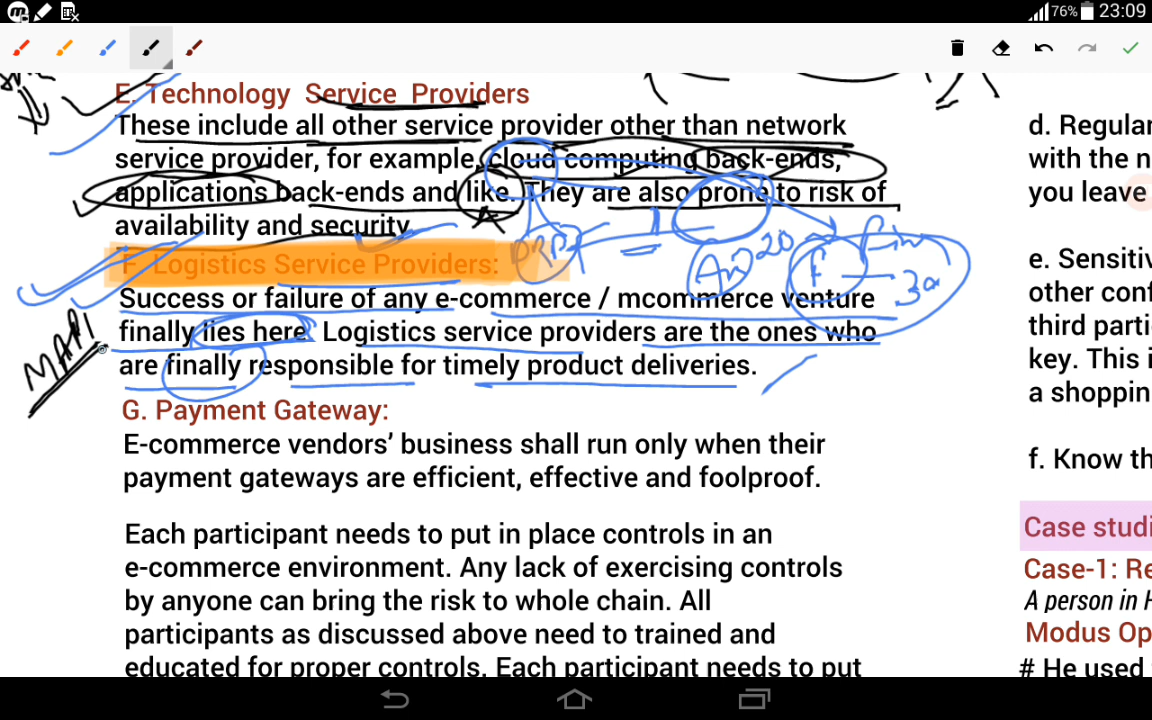 76% 23:09
E. Technology Service Providers
These include all other service provider other than network
service provider, for example, cloud computing back-ends,
applications back-ends and like. They are also prone to risk of
availability and security
F. Logistics Service Providers:
Success or failure of any e-commerce / mcommerce venture
finally lies here. Logistics service providers are the ones who
are finally responsible for timely product deliveries.
G. Payment Gateway:
E-commerce vendors’ business shall run only when their
payment gateways are efficient, effective and foolproof.
Each participant needs to put in place controls in an
e-commerce environment. Any lack of exercising controls
by anyone can bring the risk to whole chain. All
participants as discussed above need to trained and
educated for proper controls. Each participant needs to put
20
F
d. Regular
with the n
you leave
e. Sensitiv
other conf
third parti
key. This i
a shoppin
f. Know th
Case studi
Case-1: Re
A person in H
Modus Op
# He used